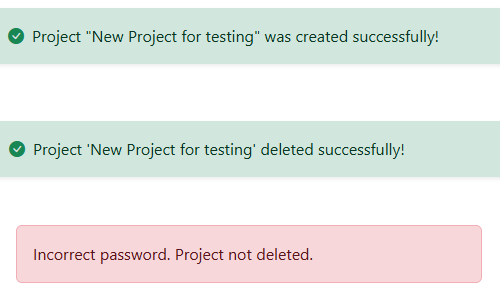 Project "New Project for testing" was created successfully!
Project 'New Project for testing' deleted successfully!
Incorrect password. Project not deleted.